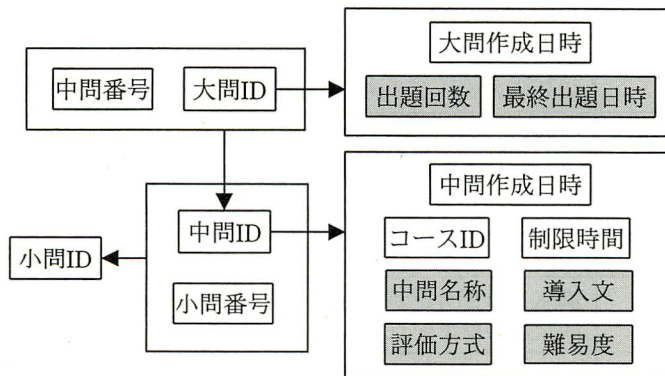 大問作成日時
中問番号 大問ID 出題回数 最終出題日時
中問作成日時
中問ID コースID 制限時間
小問ID
小問番号 中問名称 導入文
評価方式 難易度